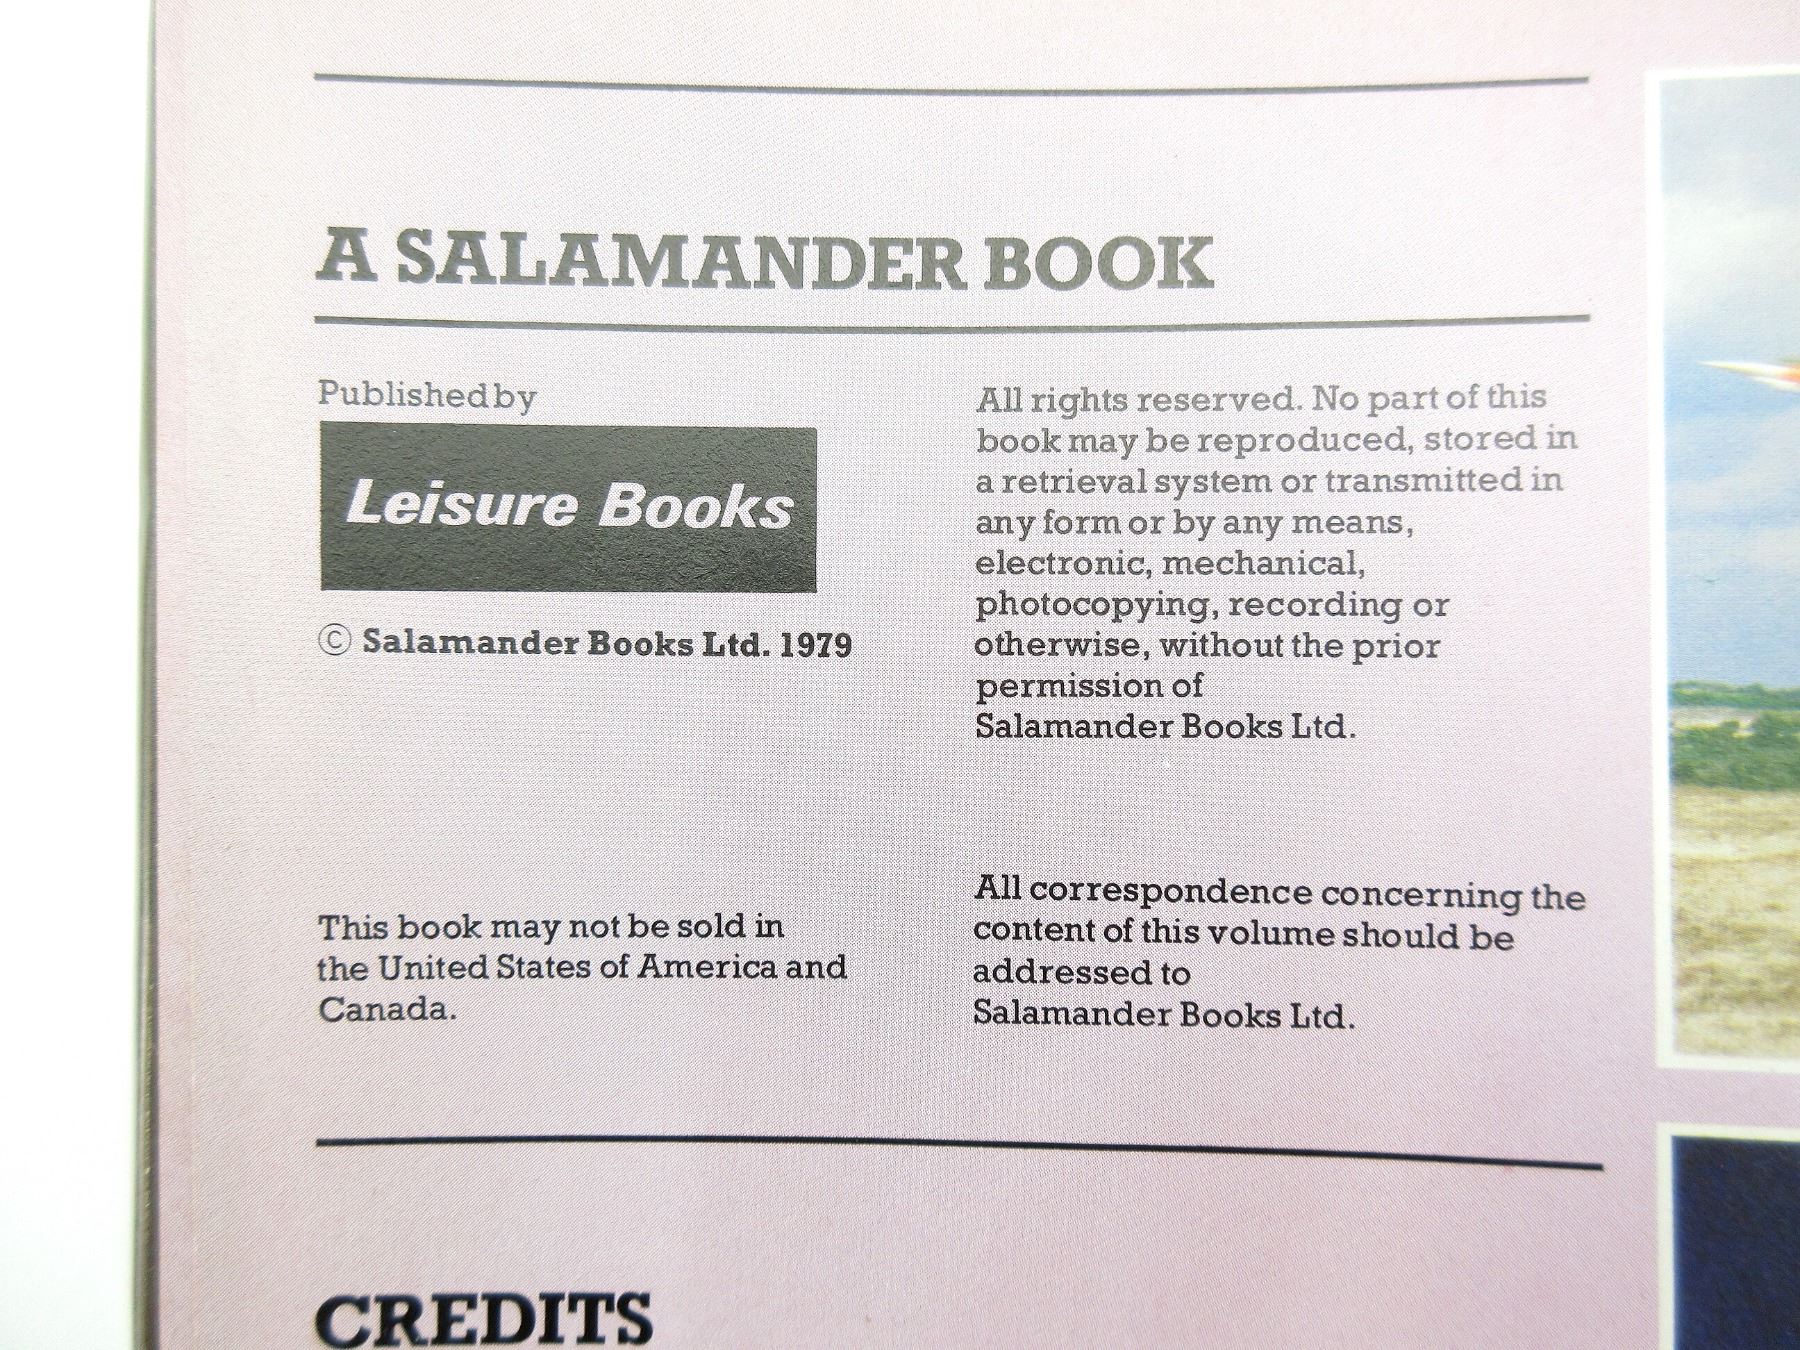 A SALAMANDER BOOK
Published by
Leisure Books
© Salamander Books Ltd. 1979
This book may not be sold in
the United States of America and
Canada.
All rights reserved. No part of this
book may be reproduced, stored in
a retrieval system or transmitted in
any form or by any means,
electronic, mechanical,
photocopying, recording or
otherwise, without the prior
permission of
Salamander Books Ltd.
All correspondence concerning the
content of this volume should be
addressed to
Salamander Books Ltd.
CREDITS